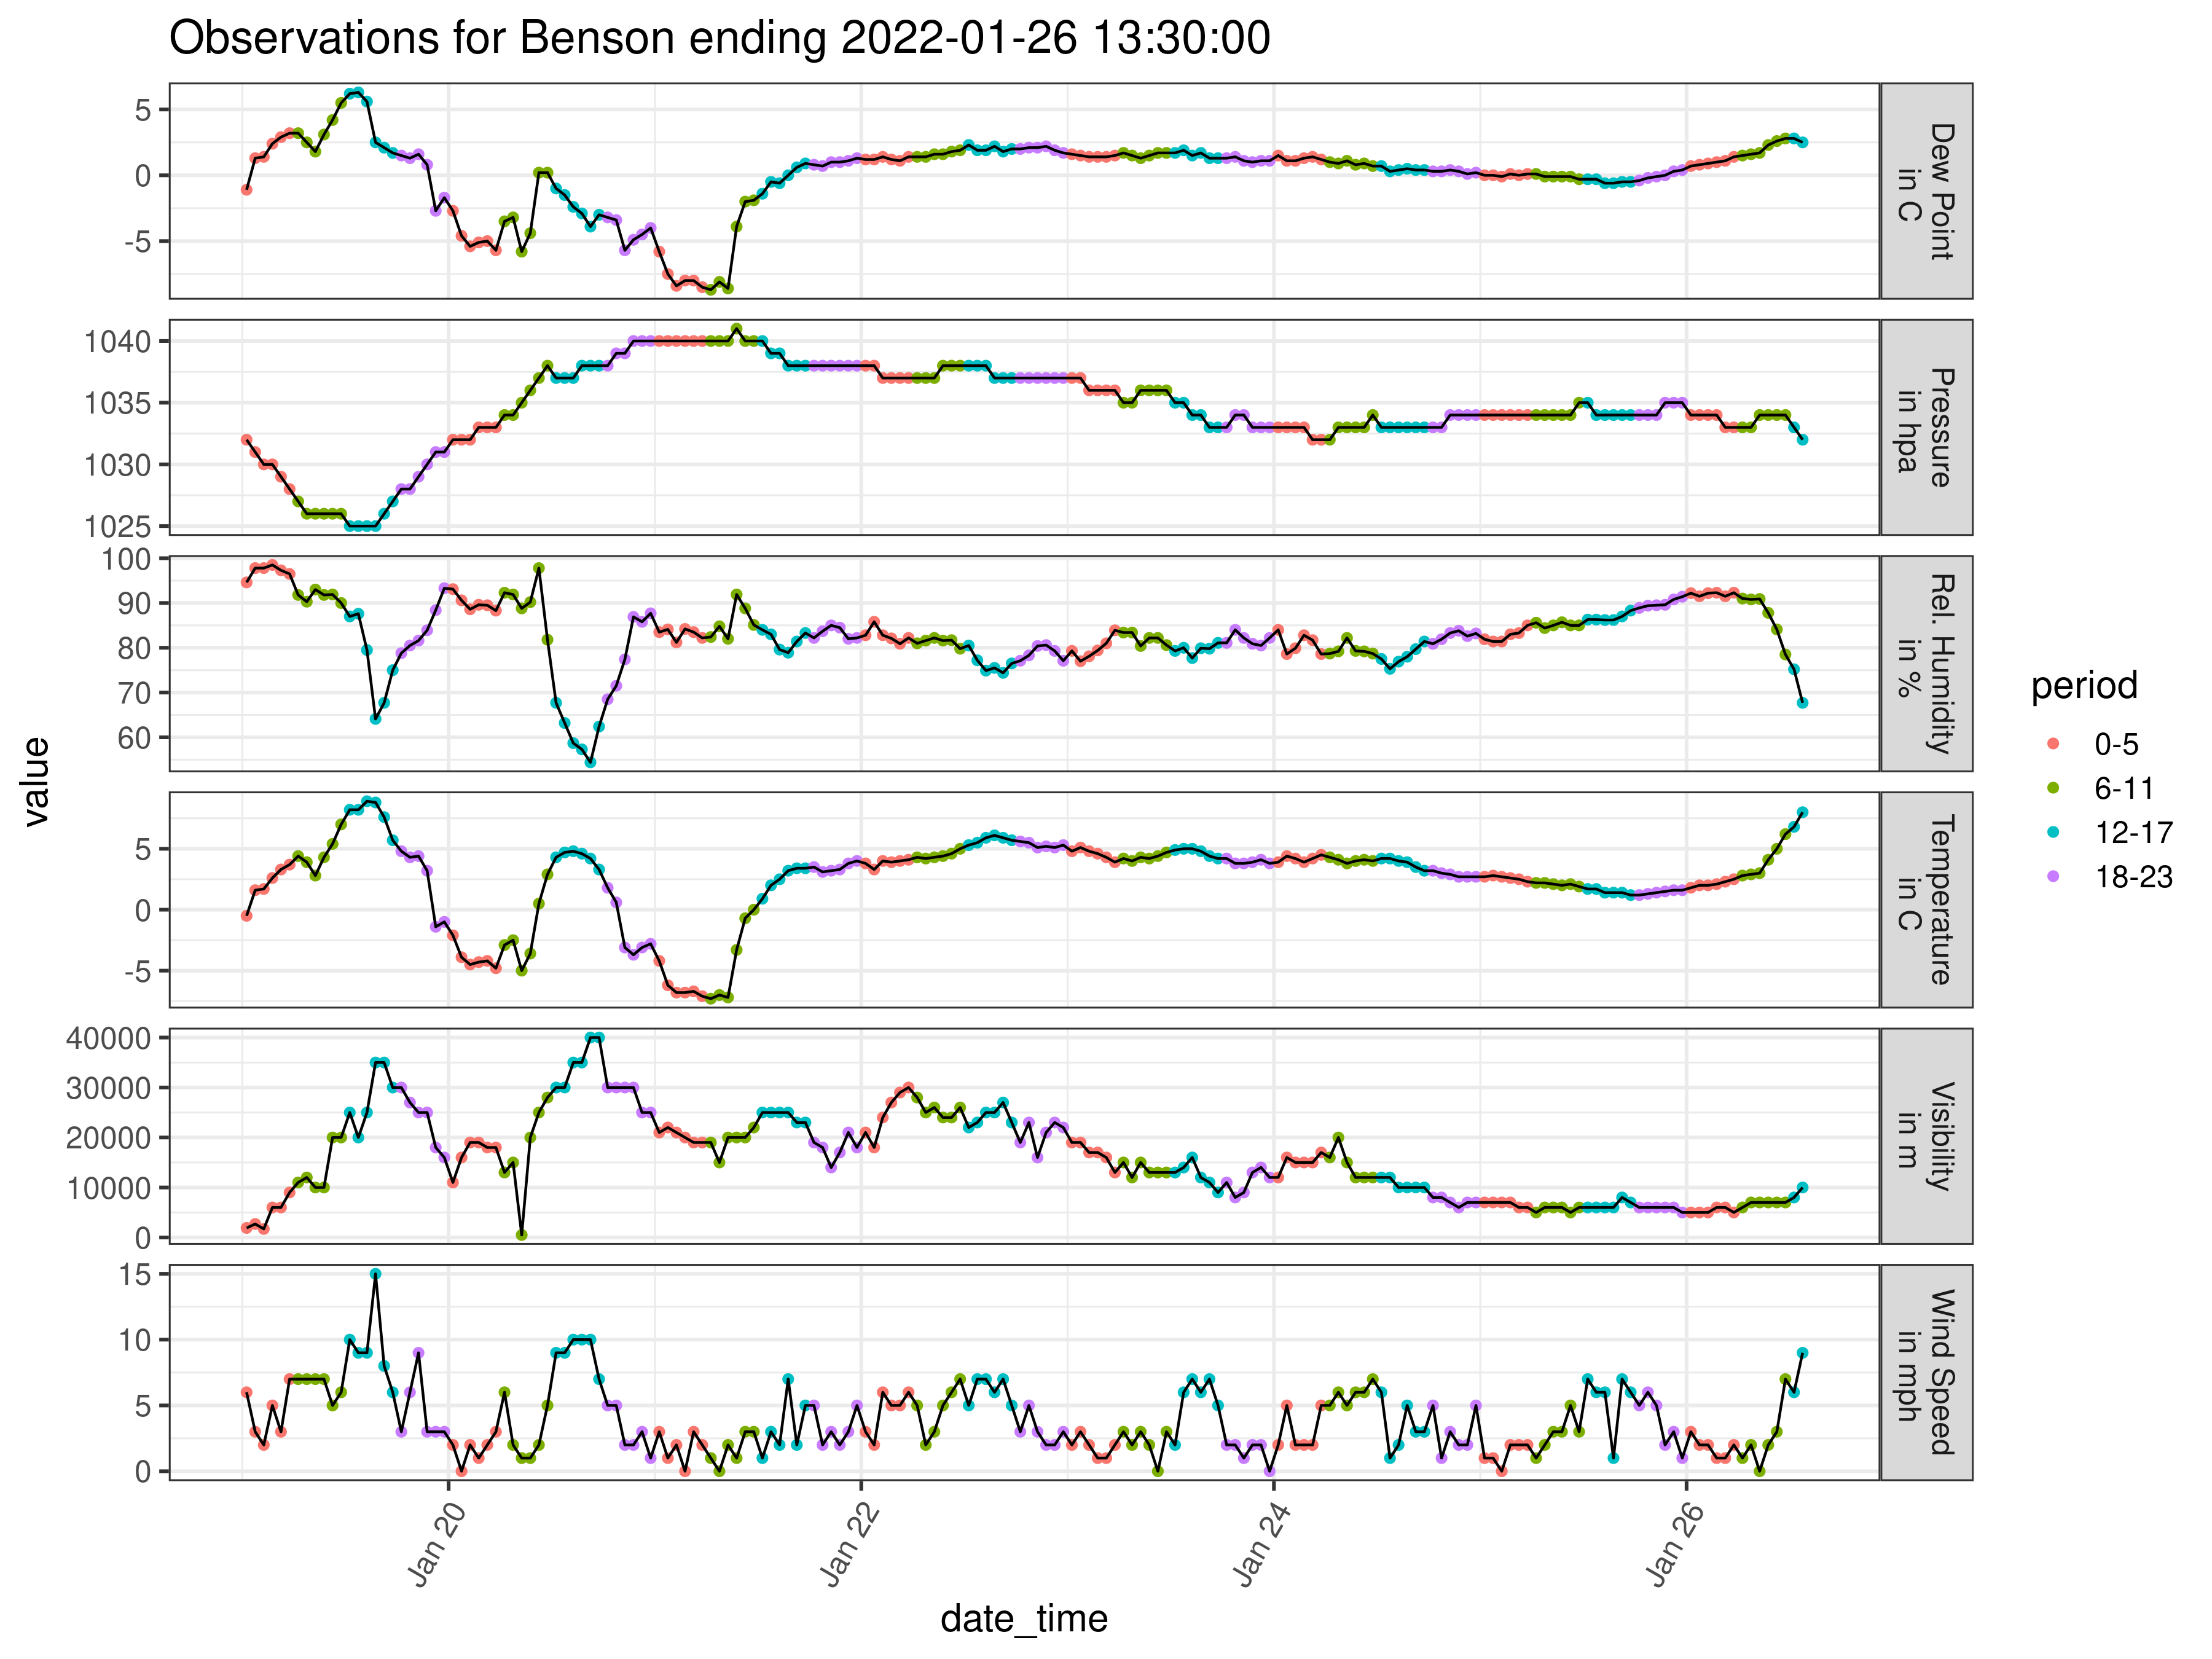 Observations for Benson ending 2022-01-26 13:30:00
value
5
0
-5
Dew Point
in C
1040
1035
1030
1025
Pressure
in hpa
100
90
80
70
60
Rel. Humidity
in %
5
0
-5
Temperature
in C
40000
30000
20000
10000
0
Visibility
in m
15
10
5
0
Wind Speed
in mph
Jan 20
Jan 22
Jan 24
Jan 26
date_time
period
0-5
6-11
12-17
18-23